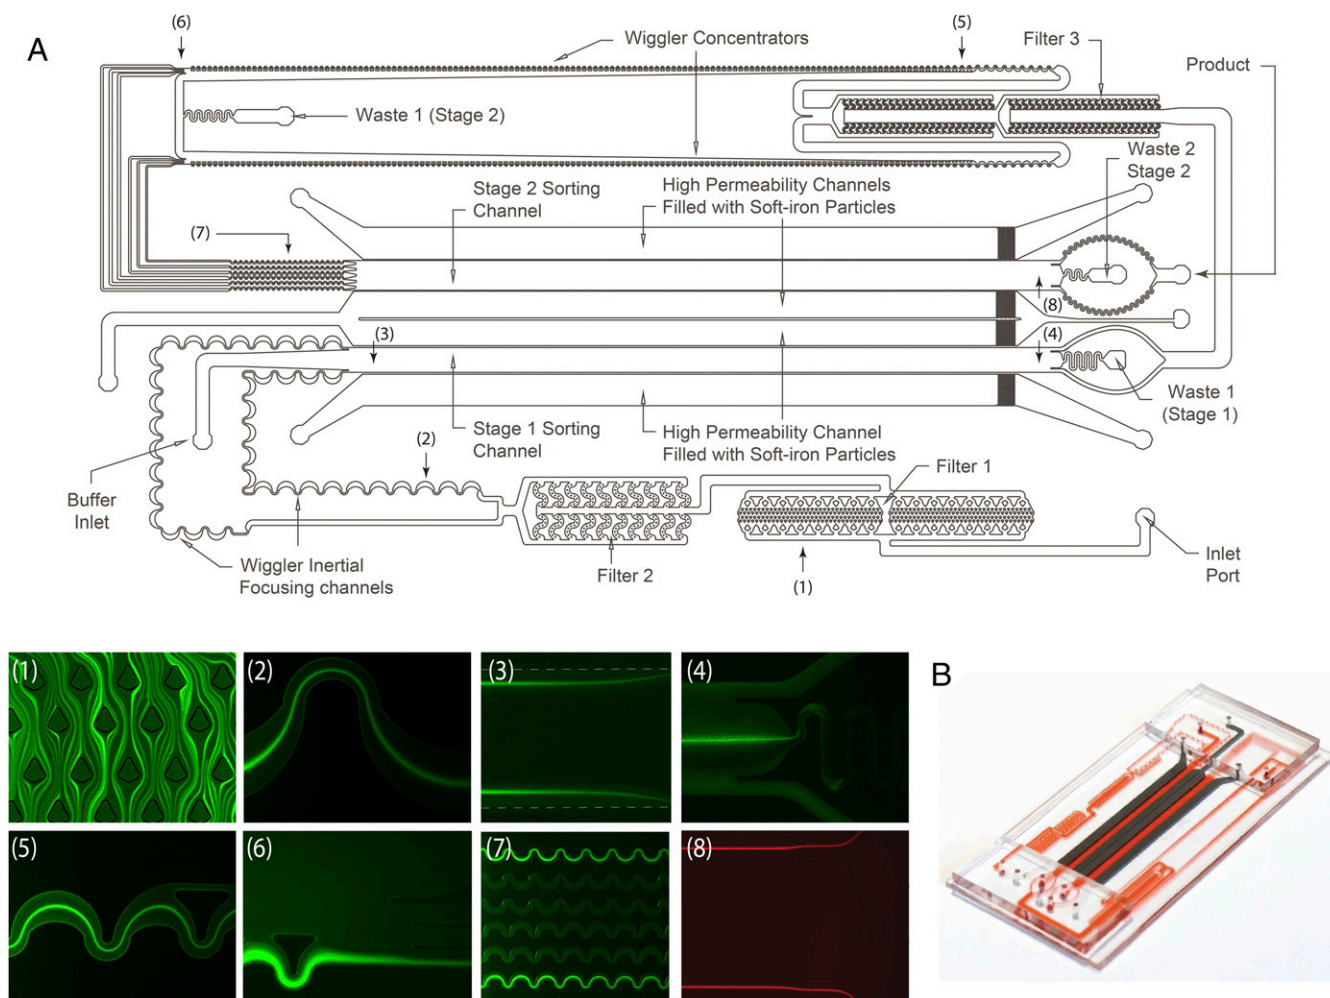 A
(6)
(5)
Wiggler Concentrators
Filter 3
Product
Waste 1 (Stage 2)
Waste 2
Stage 2
Stage 2 Sorting
Channel
High Permeability Channels
Filled with Soft-iron Particles
(7)
(8)
(3)
(4)
Waste 1
(Stage 1)
Stage 1 Sorting
Channel
High Permeability Channel
Filled with Soft-iron Particles
(2)
Filter 1
Buffer
Inlet
Wiggler Inertial
Focusing channels
Filter 2
(1)
Inlet
Port
(1)
(2)
(3)
(4)
B
(5)
(6)
(7)
(8)